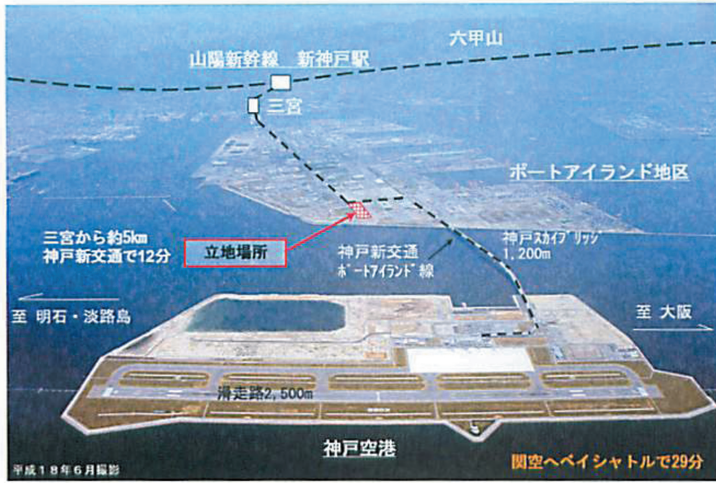 六甲山
山陽新幹線 新神戸駅
三宮
ポートアイランド地区
三宮から約5km
神戸新交通で12分
立地場所
神戸新交通
ポートアイランド線
神戸スカイブリッジ
1,200m
至 明石・淡路島
至 大阪
滑走路2,500m
神戸空港
関空へベイシャトルで29分
平成18年6月撮影